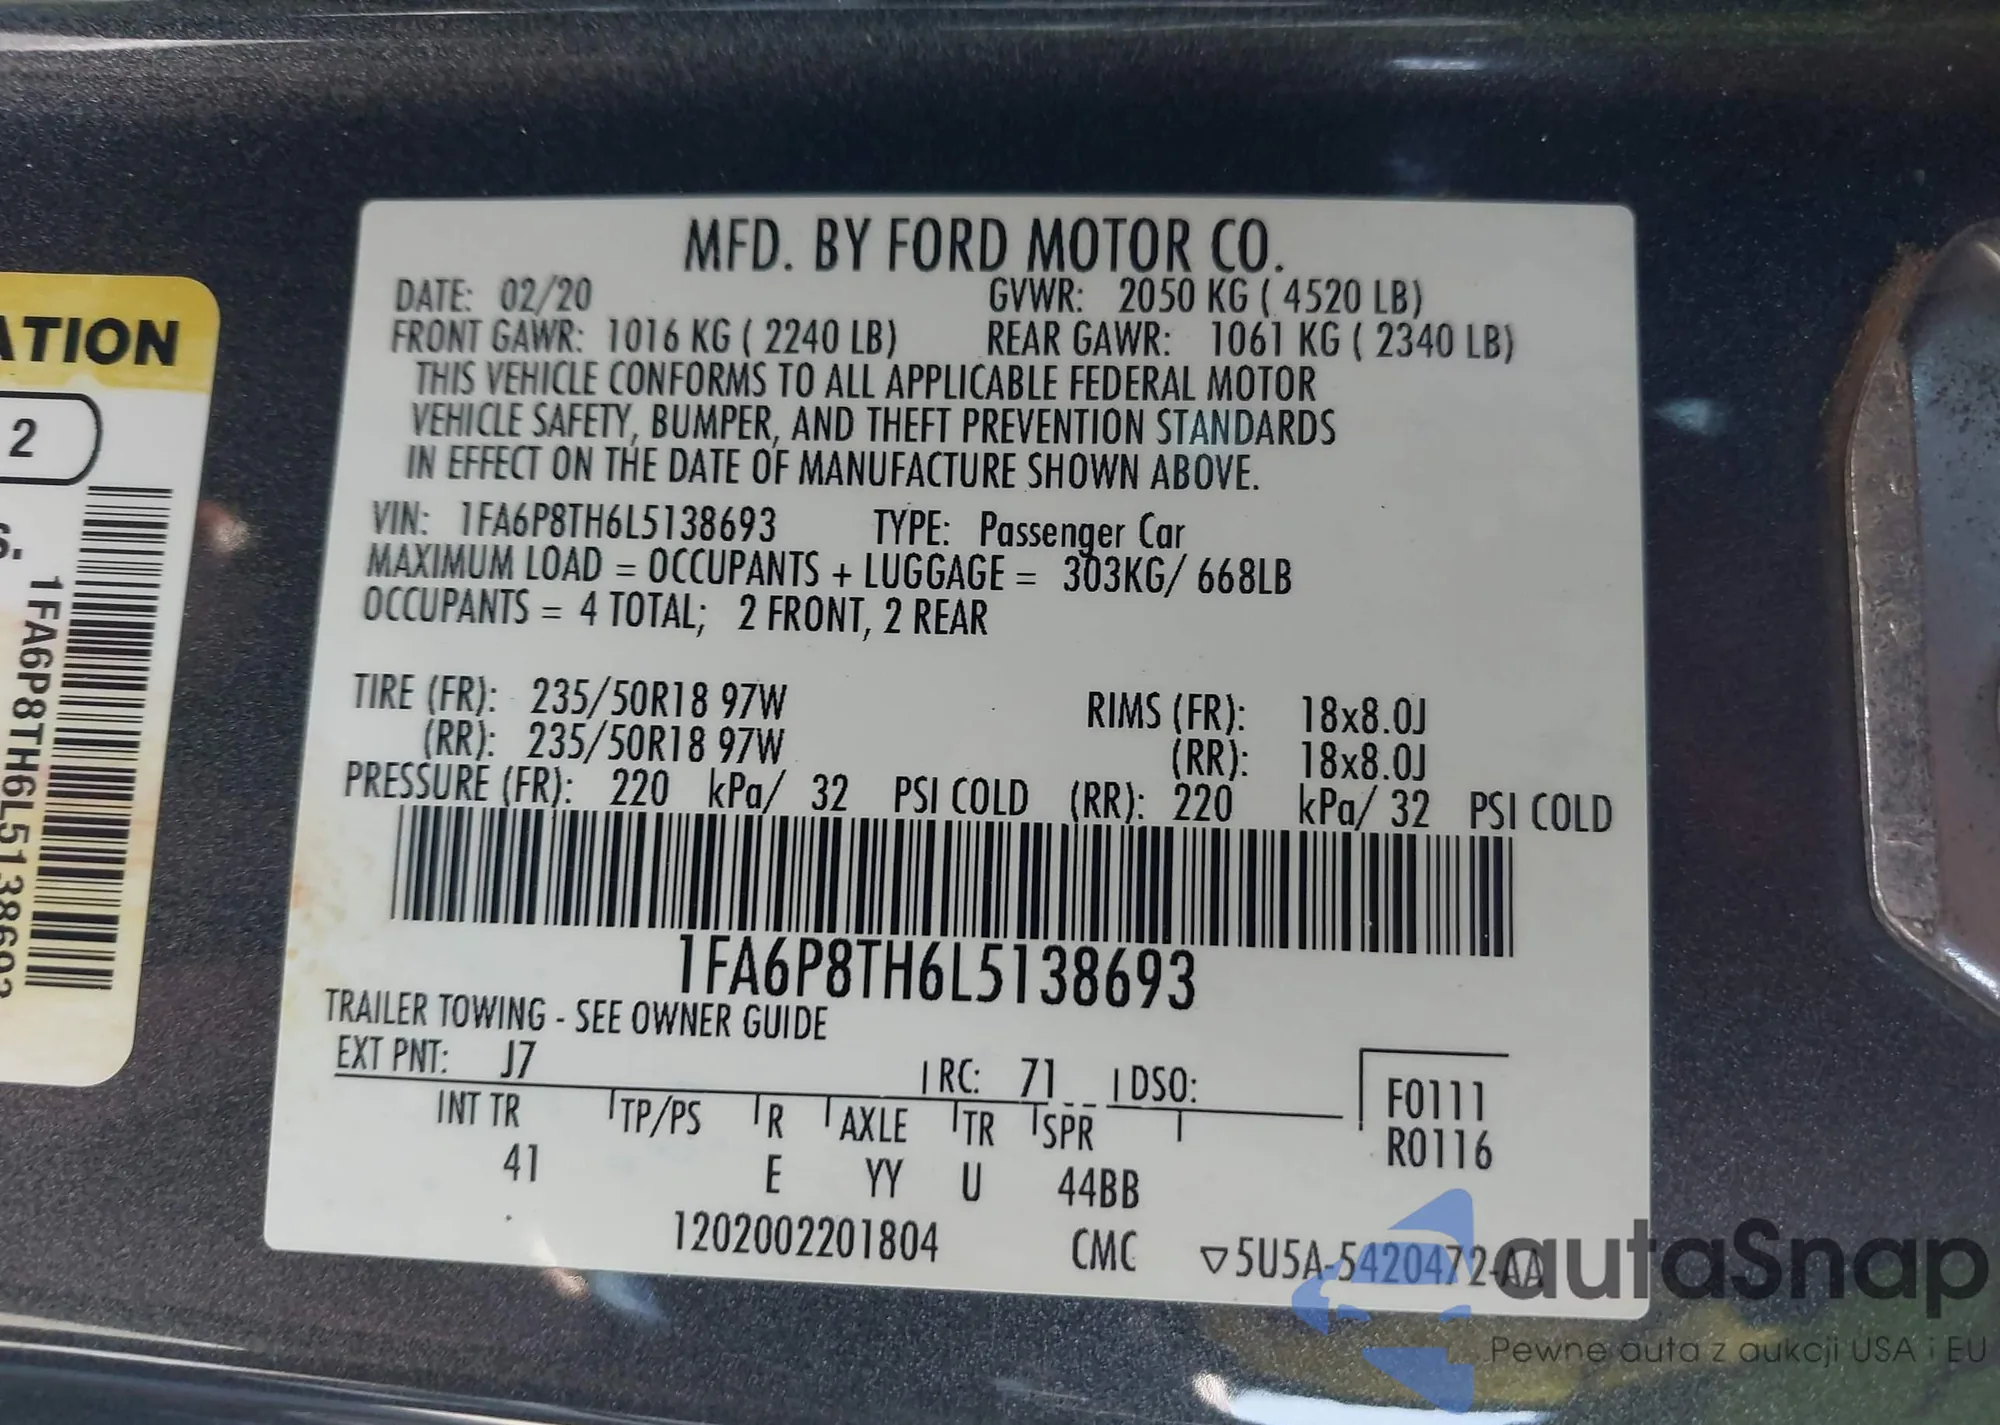 MFD. BY FORD MOTOR CO.
DATE: 02/20 GVWR: 2050 KG ( 4520 LB)
FRONT GAWR: 1016 KG ( 2240 LB) REAR GAWR: 1061 KG ( 2340 LB)
THIS VEHICLE CONFORMS TO ALL APPLICABLE FEDERAL MOTOR
VEHICLE SAFETY, BUMPER, AND THEFT PREVENTION STANDARDS
IN EFFECT ON THE DATE OF MANUFACTURE SHOWN ABOVE.
VIN: 1FA6P8TH6L5138693 TYPE: Passenger Car
MAXIMUM LOAD = OCCUPANTS + LUGGAGE = 303KG/ 668LB
OCCUPANTS = 4 TOTAL; 2 FRONT, 2 REAR
TIRE (FR): 235/50R18 97W RIMS (FR): 18x8.0J
(RR): 235/50R18 97W (RR): 18x8.0J
PRESSURE (FR): 220 kPa/ 32 PSI COLD (RR): 220 kPa/ 32 PSI COLD
1FA6P8TH6L5138693
TRAILER TOWING - SEE OWNER GUIDE
EXT PNT: J7 RC: 71 DSO:
F0111
R0116
INT TR TP/PS R AXLE TR SPR
41 E YY U 44BB
1202002201804 CMC ▽5U5A-5420472-AA
ATION
2
S.
1FA6P8TH6L5138693
autaSnap
Pewne auta z aukcji USA i EU